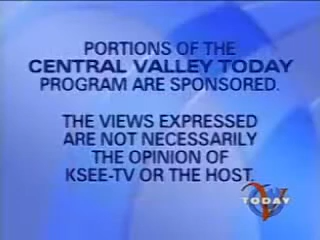 PORTIONS OF THE
CENTRAL VALLEY TODAY
PROGRAM ARE SPONSORED.
THE VIEWS EXPRESSED
ARE NOT NECESSARILY
THE OPINION OF
KSEE-TV OR THE HOST.
TODAY